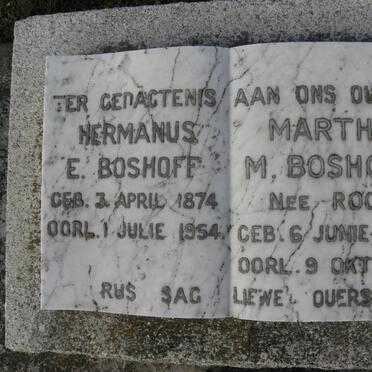 TER GEDAGTENIS AAN ONS OU
HERMANUS
E. BOSHOFF
GEB. 3 APRIL 1874
OORL. 1 JULIE 1954.
MARTH
M. BOSHO
NEE ROO
GEB. 6 JUNIE
OORL. 9 OKT
RUS SAG LIEWE OUERS